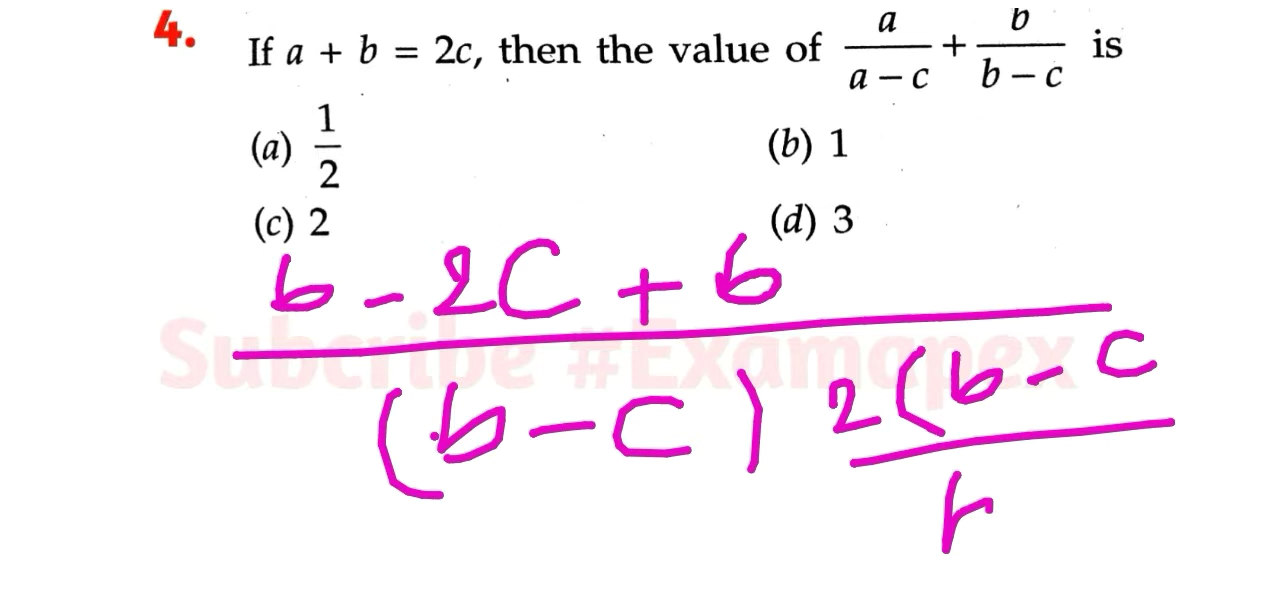 4. If a + b = 2c, then the value of a/(a − c) + b/(b − c) is
(a) 1/2 (b) 1
(c) 2 (d) 3
b - 2C + b
Subcribe #Examapex
(b - C) 2(b - C